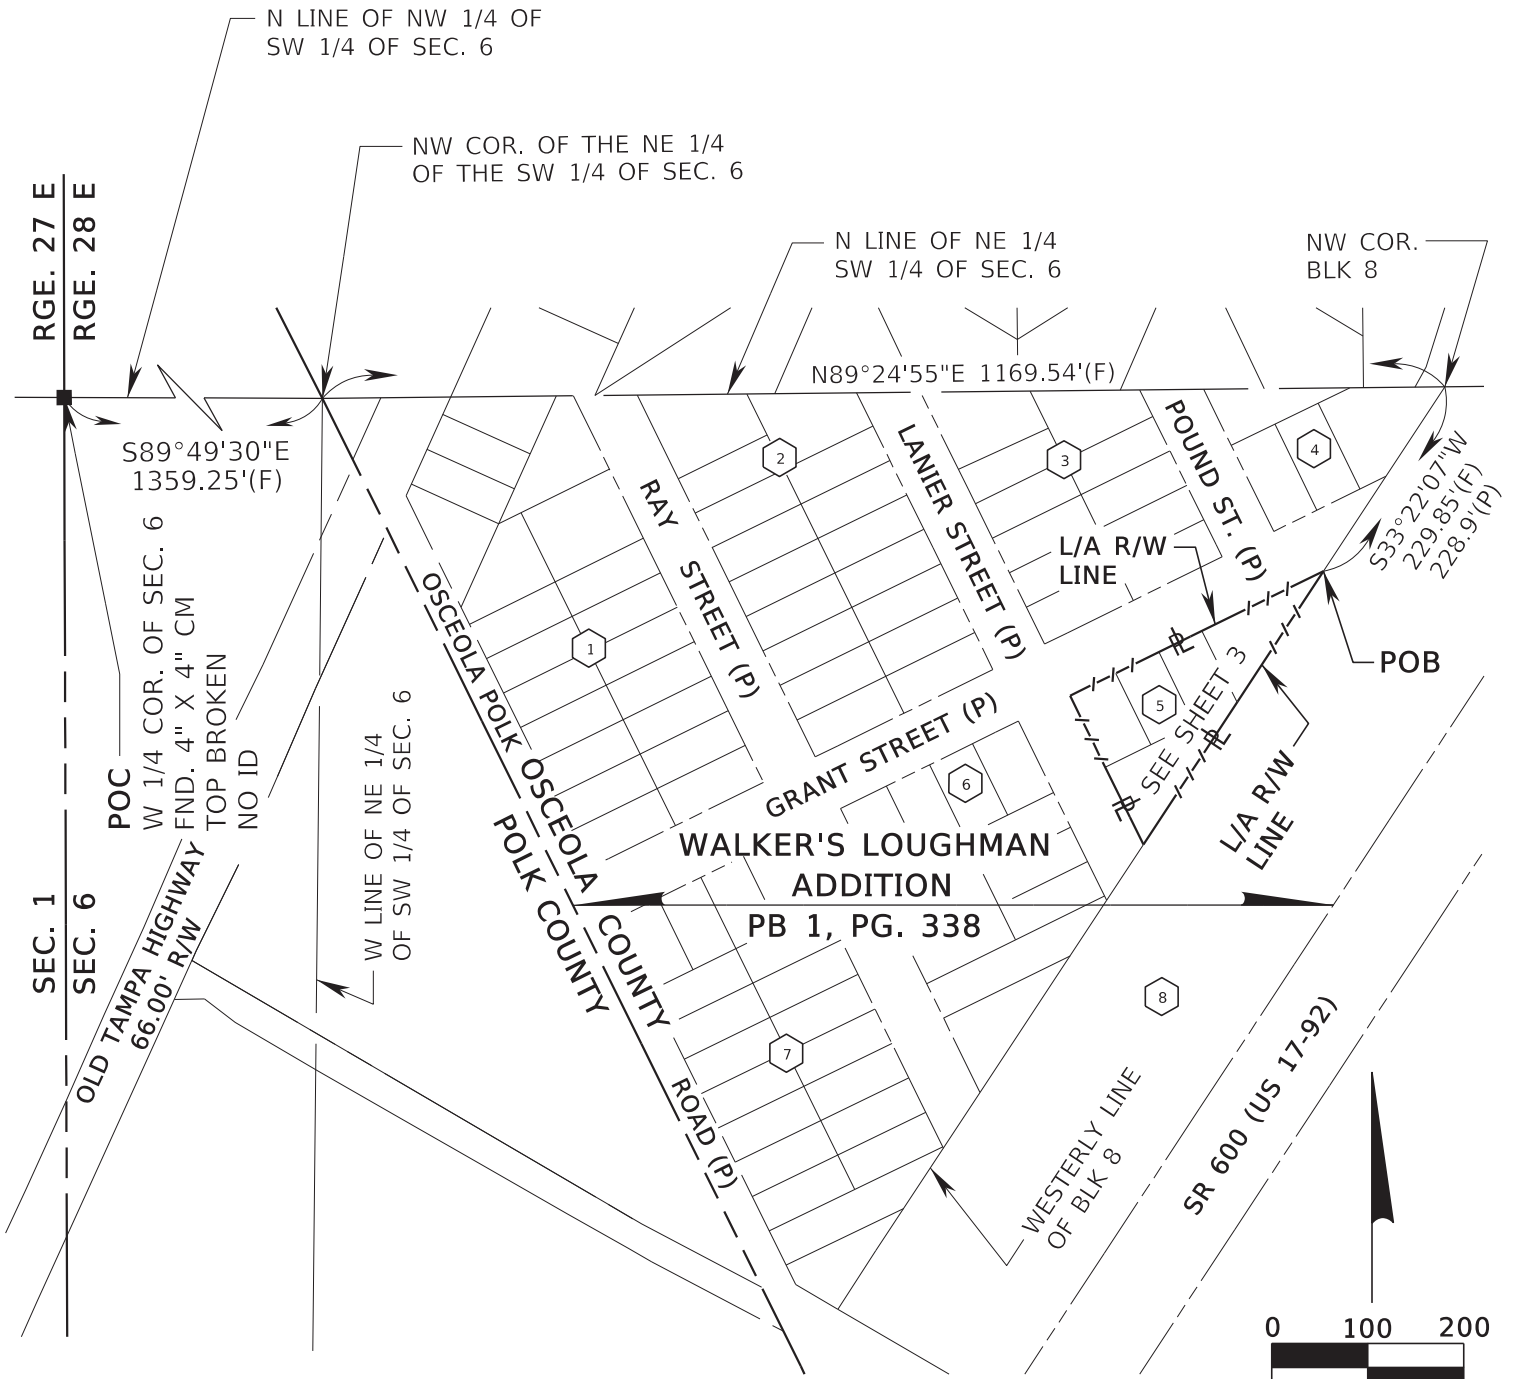 N LINE OF NW 1/4 OF
SW 1/4 OF SEC. 6
NW COR. OF THE NE 1/4
OF THE SW 1/4 OF SEC. 6
N LINE OF NE 1/4
SW 1/4 OF SEC. 6
NW COR.
BLK 8
RGE. 27 E
RGE. 28 E
N89°24'55"E 1169.54'(F)
S89°49'30"E
1359.25'(F)
S33°22'07"W
229.85'(F)
228.9'(P)
2
3
4
RAY
STREET (P)
LANIER STREET (P)
POUND ST. (P)
L/A R/W
LINE
POB
1
5
SEE SHEET 3
L/A R/W
LINE
POC
W 1/4 COR. OF SEC. 6
FND. 4" X 4" CM
TOP BROKEN
NO ID
W LINE OF NE 1/4
OF SW 1/4 OF SEC. 6
OSCEOLA POLK
OSCEOLA COUNTY
POLK COUNTY
GRANT STREET (P)
6
WALKER'S LOUGHMAN
ADDITION
PB 1, PG. 338
SEC. 1
SEC. 6
OLD TAMPA HIGHWAY
66.00' R/W
7
8
ROAD (P)
WESTERLY LINE
OF BLK 8
SR 600 (US 17-92)
0 100 200